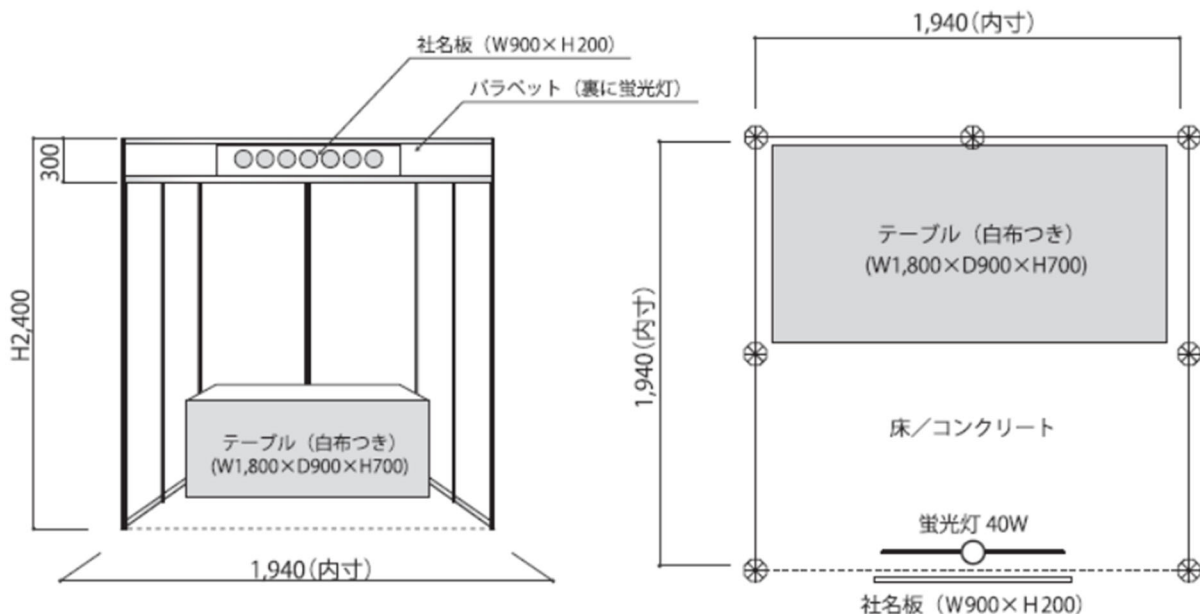 社名板（W900×H200）
パラペット（裏に蛍光灯）
300
H2,400
テーブル（白布つき）
(W1,800×D900×H700)
1,940(内寸)
1,940(内寸)
1,940(内寸)
テーブル（白布つき）
(W1,800×D900×H700)
床／コンクリート
蛍光灯 40W
社名板（W900×H200）